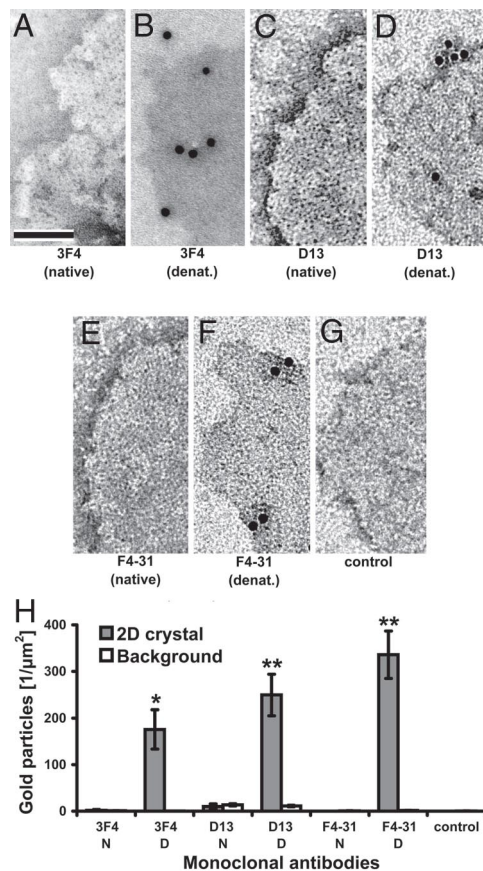 A B C D
3F4 3F4 D13 D13
(native) (denat.) (native) (denat.)
E F G
F4-31 F4-31 control
(native) (denat.)
H
400
300
200
100
0
Gold particles [1/μm²]
2D crystal
Background
* ** **
3F4 3F4 D13 D13 F4-31 F4-31 control
N D N D N D
Monoclonal antibodies